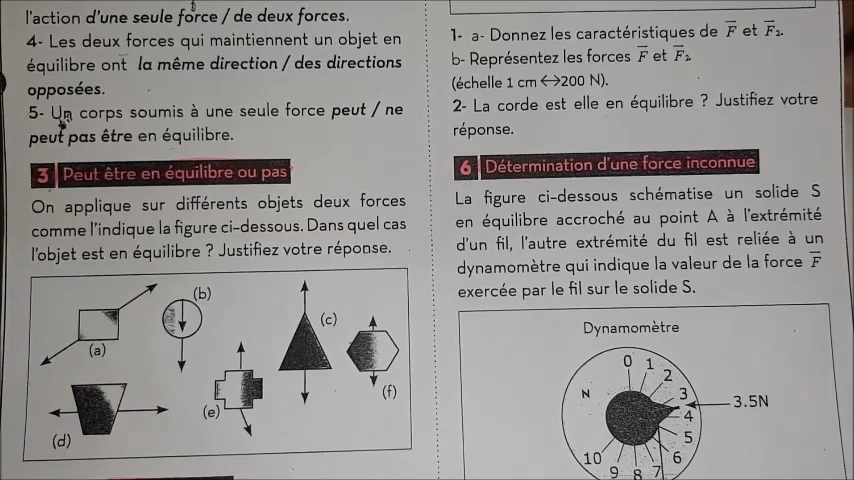 l'action d'une seule force / de deux forces.
4- Les deux forces qui maintiennent un objet en
équilibre ont la même direction / des directions
opposées.
5- Un corps soumis à une seule force peut / ne
peut pas être en équilibre.
3 Peut être en équilibre ou pas
On applique sur différents objets deux forces
comme l'indique la figure ci-dessous. Dans quel cas
l'objet est en équilibre ? Justifiez votre réponse.
(a)
(b)
(c)
(d)
(e)
(f)
1- a- Donnez les caractéristiques de F et F₂.
b- Représentez les forces F et F₂
(échelle 1 cm ↔200 N).
2- La corde est elle en équilibre ? Justifiez votre
réponse.
6 Détermination d'une force inconnue
La figure ci-dessous schématise un solide S
en équilibre accroché au point A à l'extrémité
d'un fil, l'autre extrémité du fil est reliée à un
dynamomètre qui indique la valeur de la force F
exercée par le fil sur le solide S.
Dynamomètre
N
0
1
2
3
4
5
6
7
8
9
10
3.5N